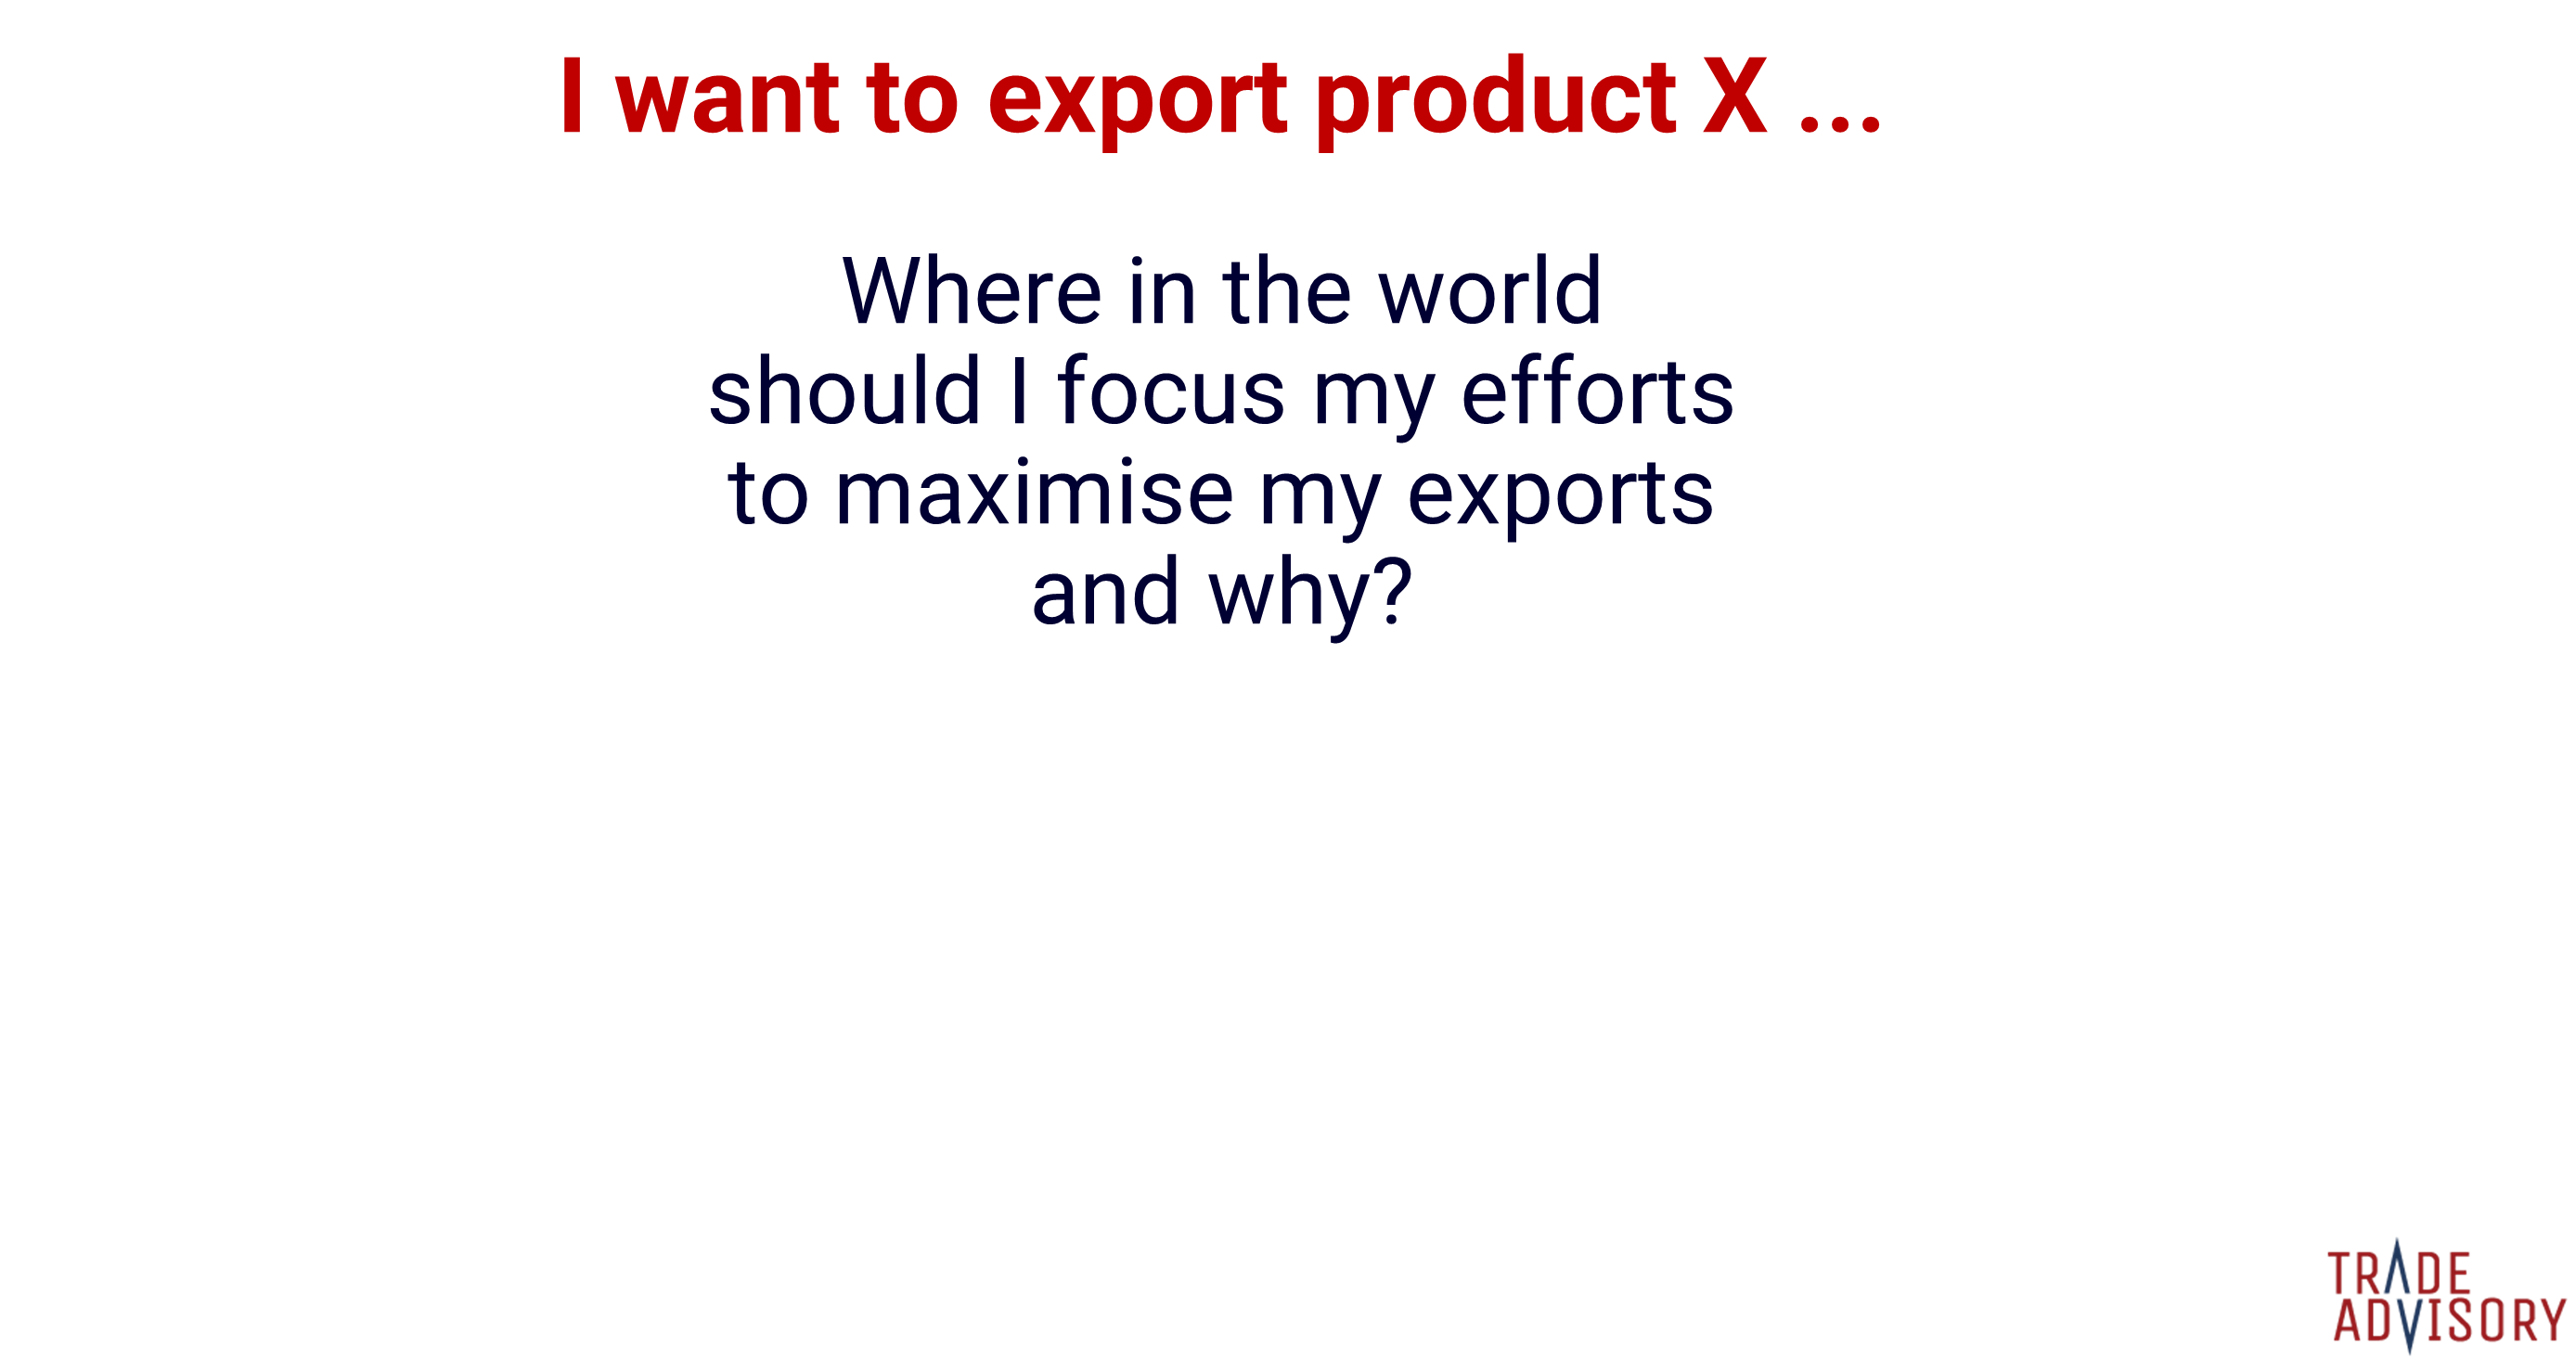 I want to export product X ...
Where in the world
should I focus my efforts
to maximise my exports
and why?
TRADE
ADVISORY